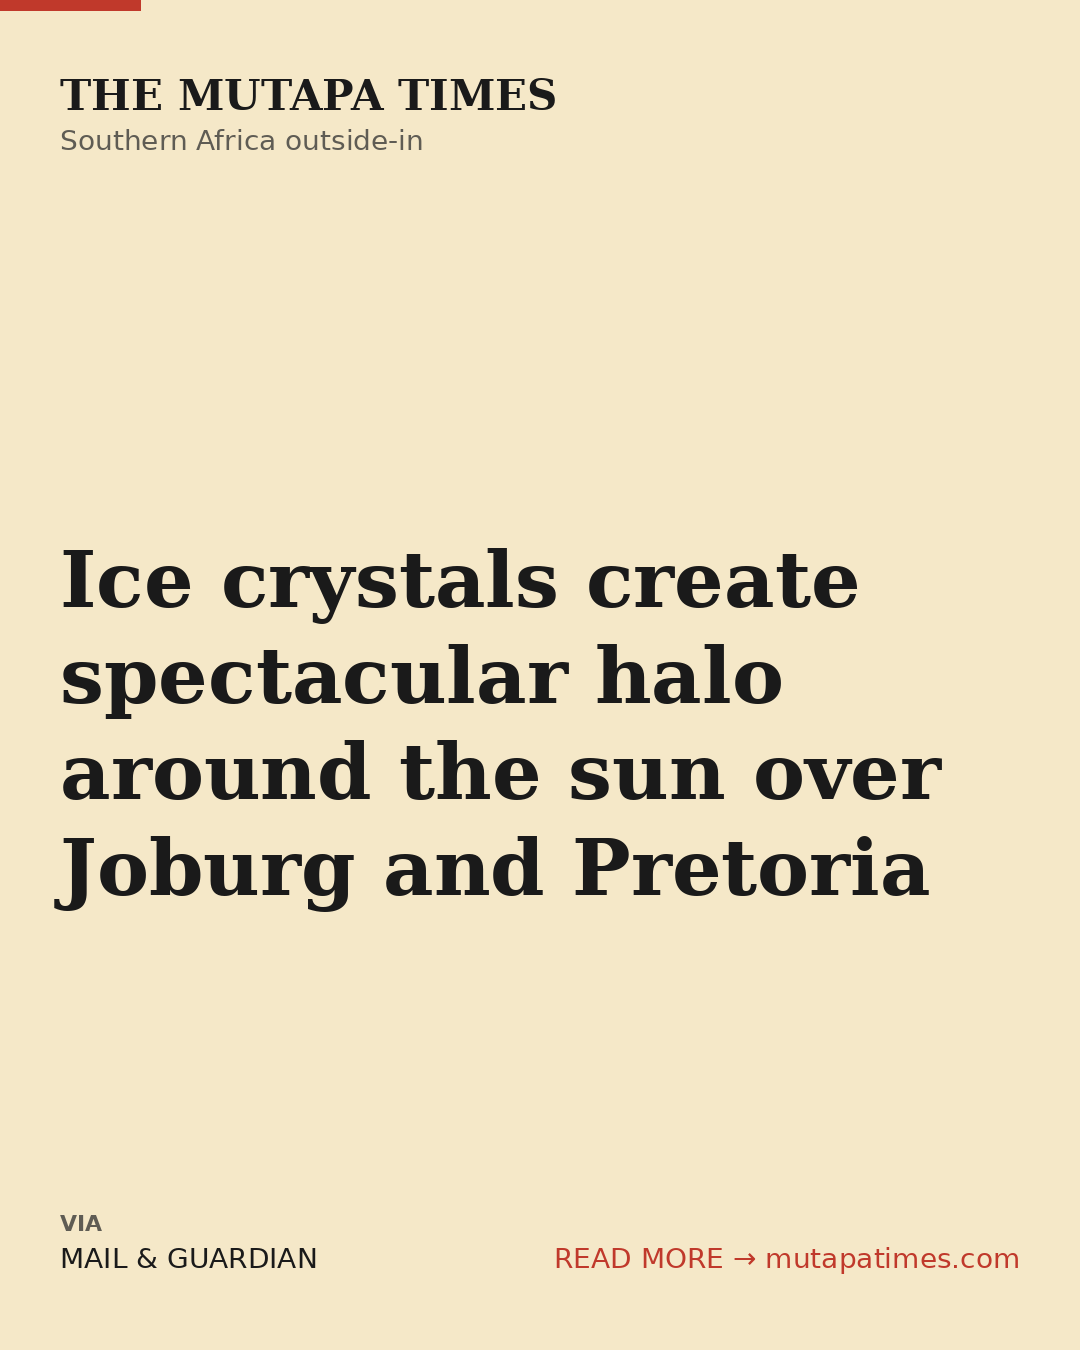 THE MUTAPA TIMES
Southern Africa outside-in
Ice crystals create
spectacular halo
around the sun over
Joburg and Pretoria
VIA
MAIL & GUARDIAN
READ MORE → mutapatimes.com